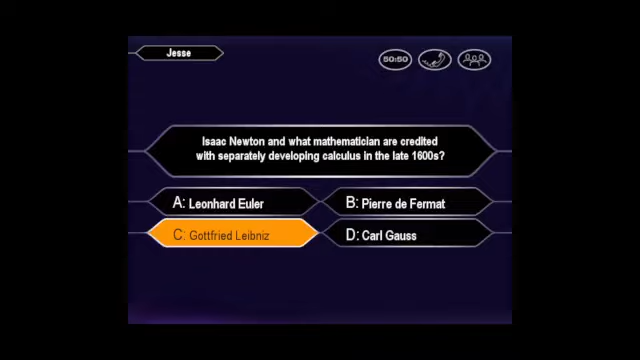 Jesse
50:50
Isaac Newton and what mathematician are credited
with separately developing calculus in the late 1600s?
A: Leonhard Euler
B: Pierre de Fermat
C: Gottfried Leibniz
D: Carl Gauss